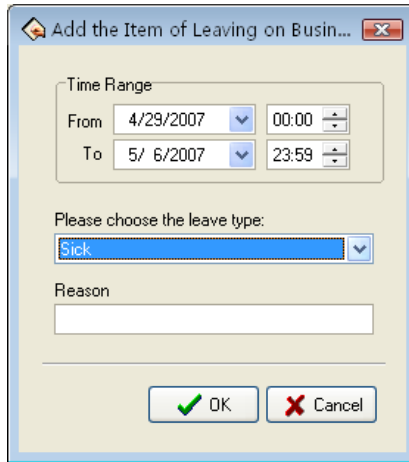 Add the Item of Leaving on Busin...
Time Range
From 4/29/2007 00:00
To 5/ 6/2007 23:59
Please choose the leave type:
Sick
Reason
OK Cancel